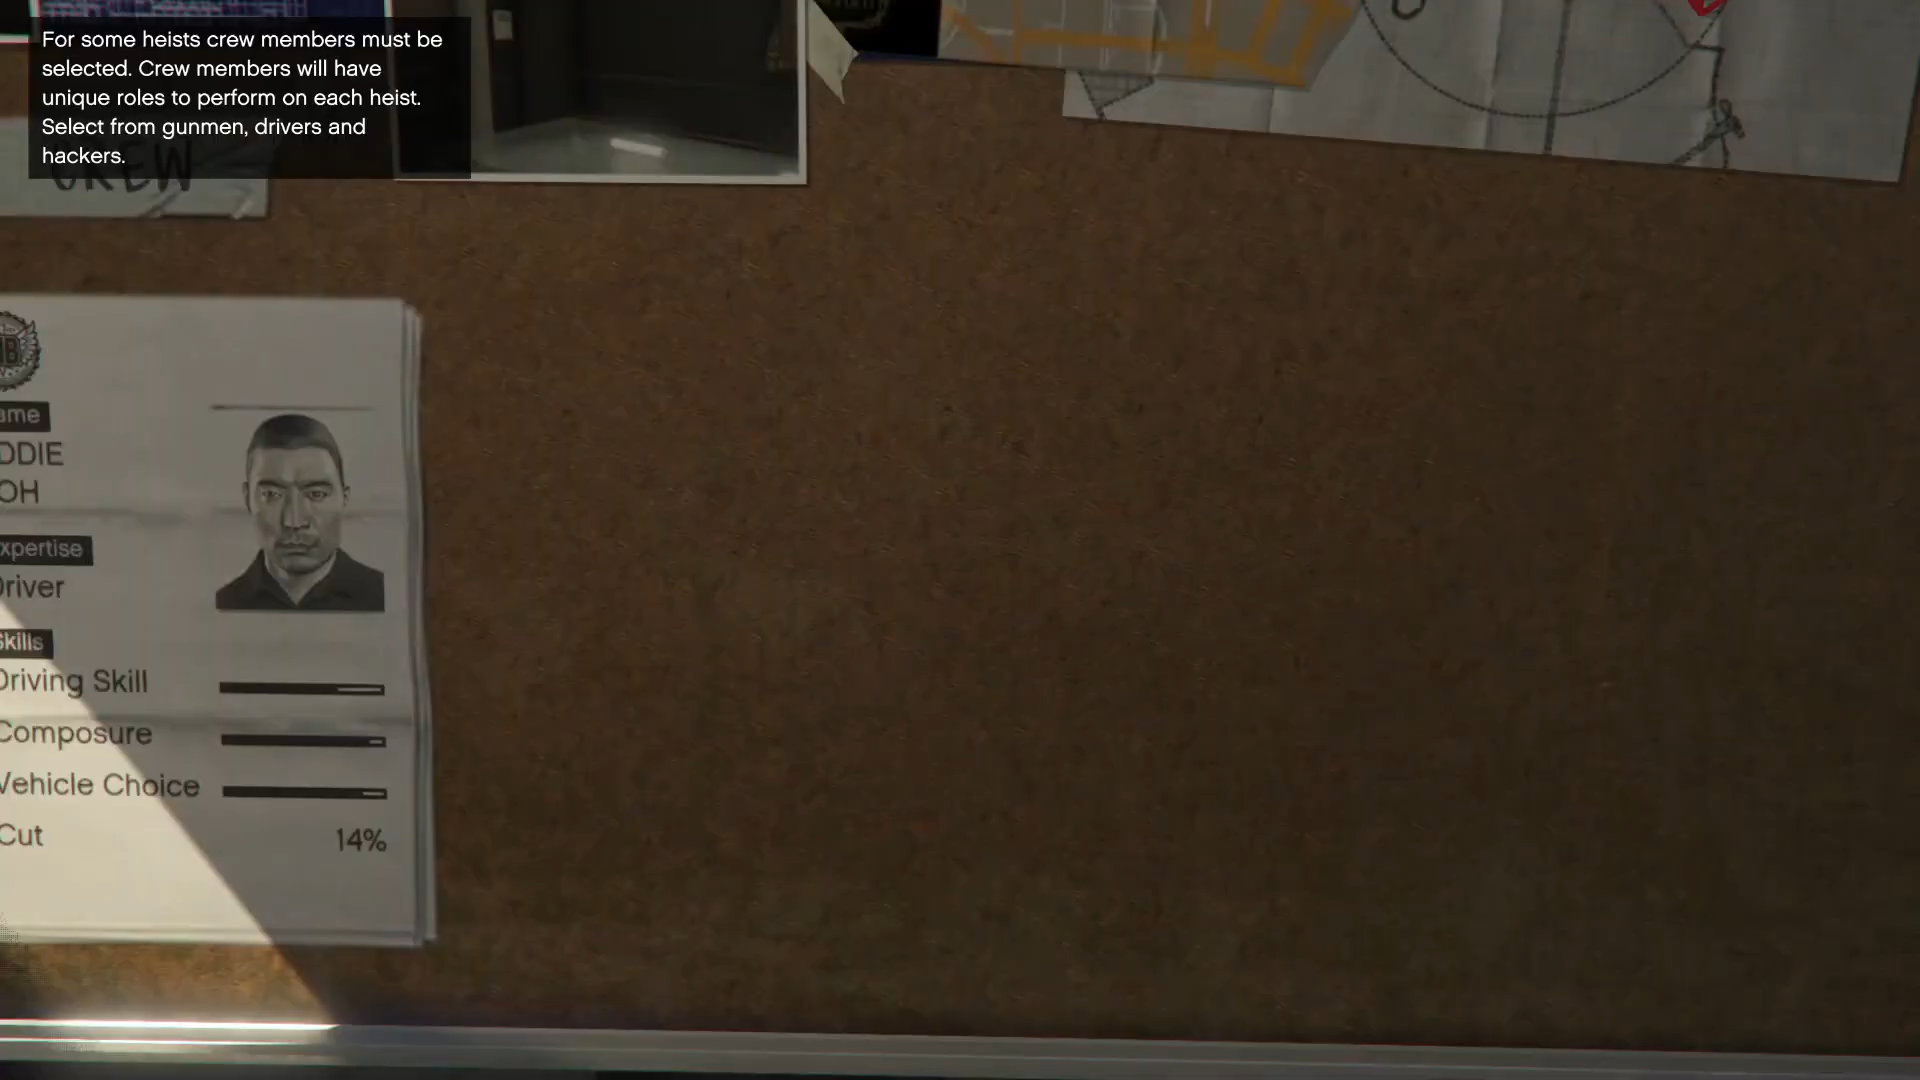 For some heists crew members must be
selected. Crew members will have
unique roles to perform on each heist.
Select from gunmen, drivers and
hackers.
CREW
ame
DDIE
OH
xpertise
Driver
Skills
Driving Skill
Composure
Vehicle Choice
Cut 14%